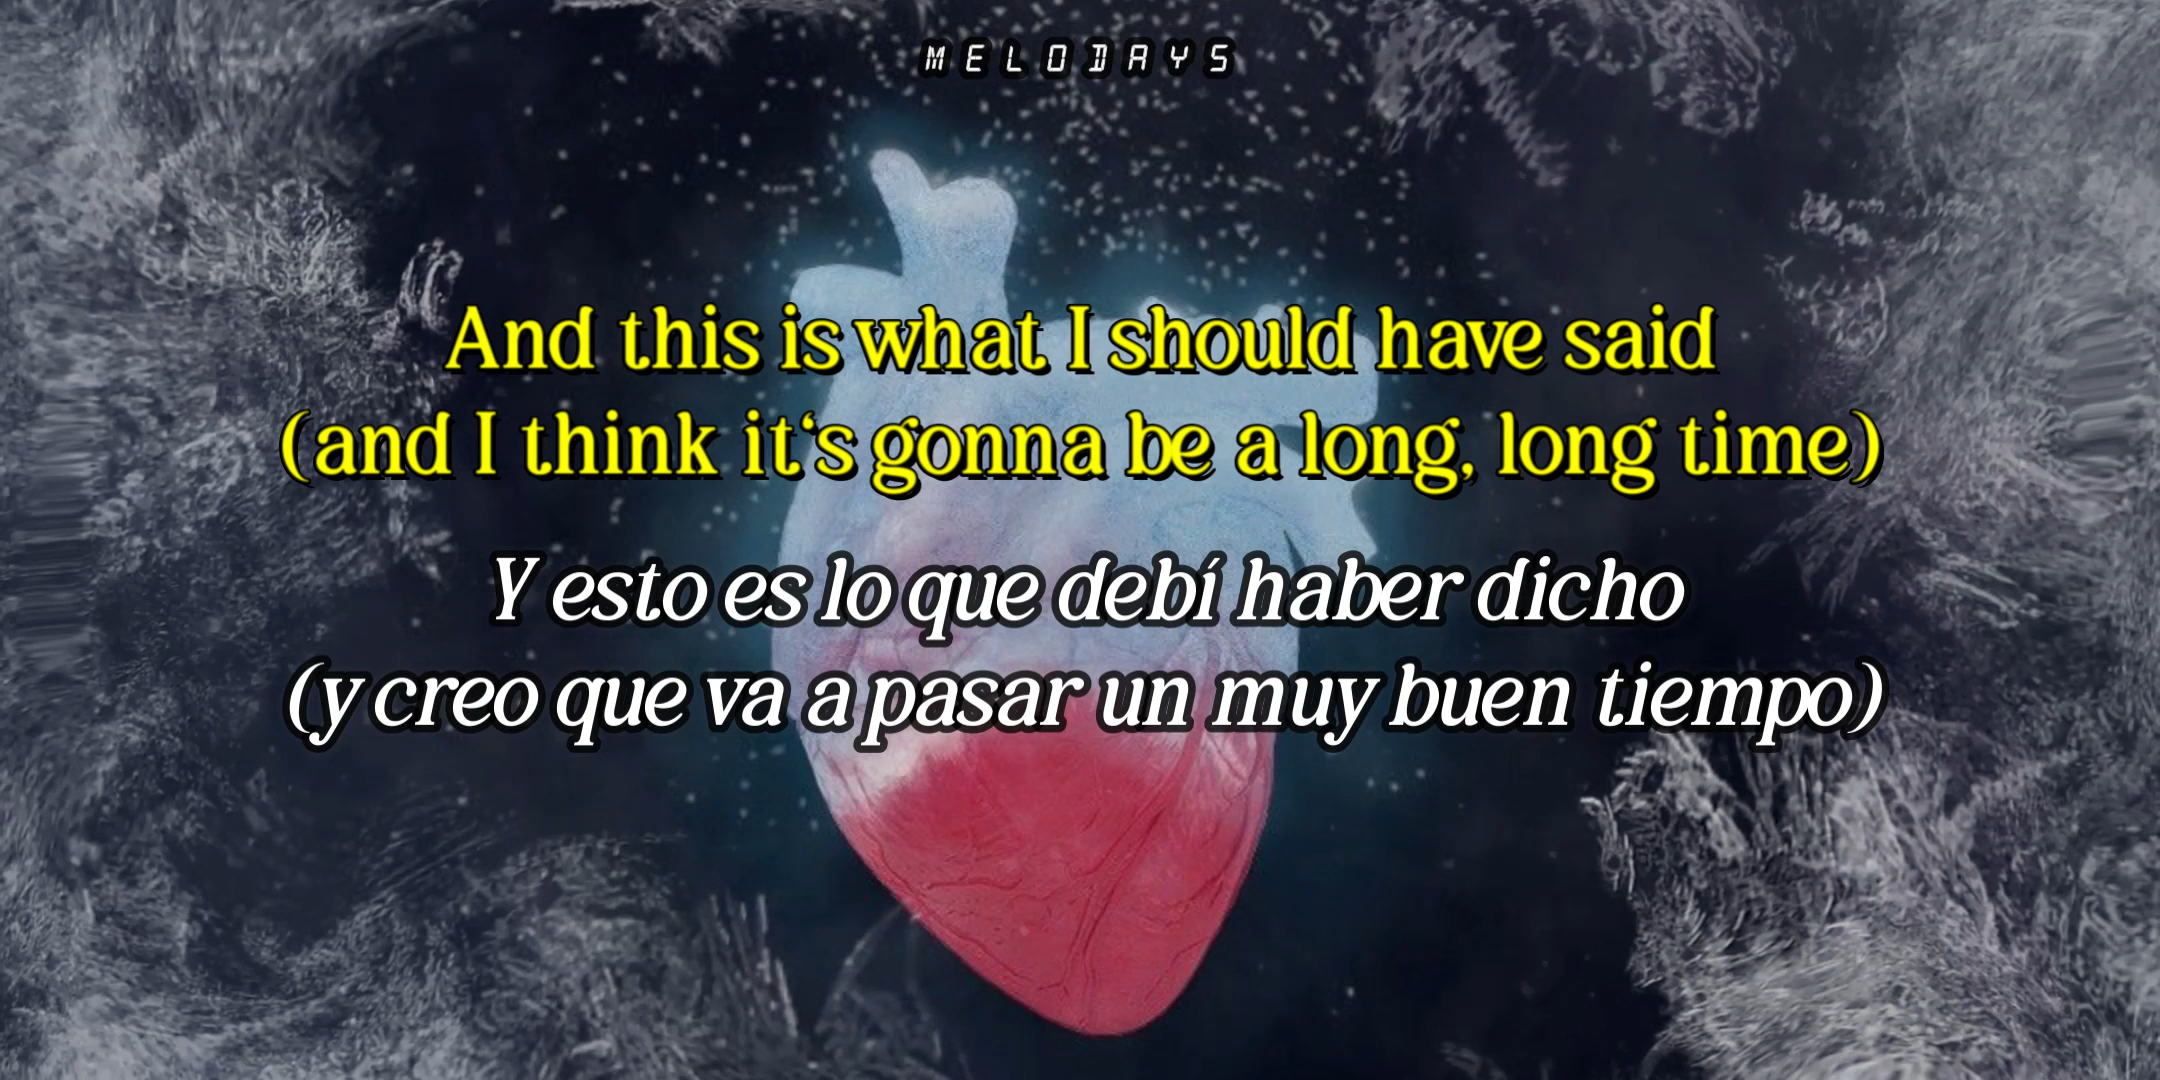 MELODAYS
And this is what I should have said
(and I think it‘s gonna be a long, long time)
Y esto es lo que debí haber dicho
(y creo que va a pasar un muy buen tiempo)